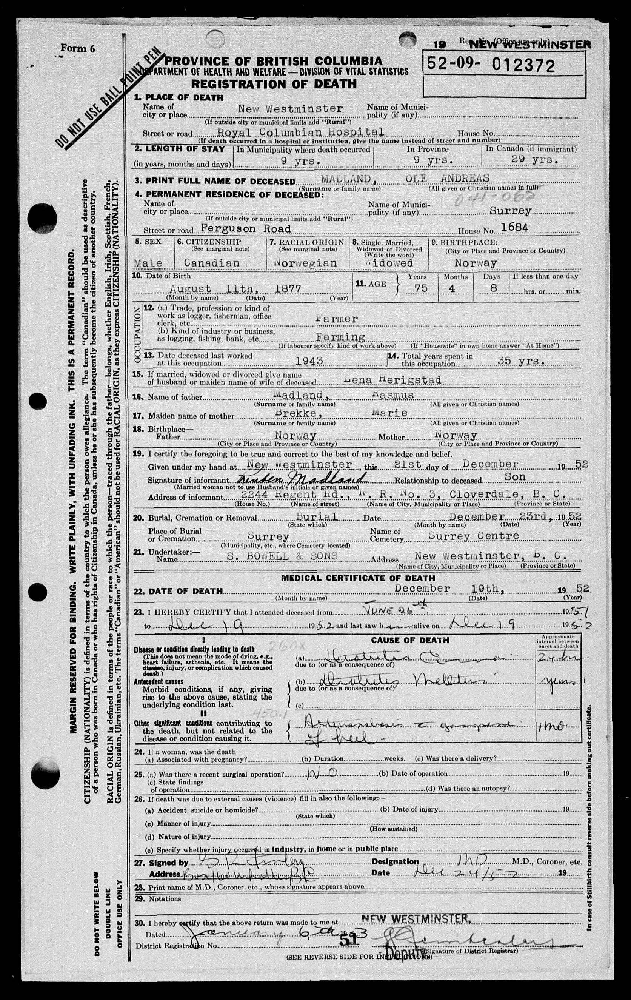 Form 6
DO NOT USE BALL POINT PEN
19 Reg. No. (Office use only)
NEW WESTMINSTER
52-09- 012372
PROVINCE OF BRITISH COLUMBIA
DEPARTMENT OF HEALTH AND WELFARE — DIVISION OF VITAL STATISTICS
REGISTRATION OF DEATH
1. PLACE OF DEATH
Name of city or place New Westminster Name of Municipality (if any)
(If outside city or municipal limits add "Rural")
Street or road Royal Columbian Hospital House No.
(If death occurred in a hospital or institution, give the name instead of street and number)
2. LENGTH OF STAY In Municipality where death occurred In Province In Canada (if immigrant)
(in years, months and days) 9 yrs. 9 yrs. 29 yrs.
3. PRINT FULL NAME OF DECEASED MADLAND, OLE ANDREAS
(Surname or family name) (All given or Christian names in full)
041-065
4. PERMANENT RESIDENCE OF DECEASED:
Name of city or place Name of Municipality (if any) Surrey
(If outside city or municipal limits add "Rural")
Street or road Ferguson Road House No. 1684
5. SEX 6. CITIZENSHIP 7. RACIAL ORIGIN 8. Single, Married, Widowed or Divorced 9. BIRTHPLACE:
(See marginal note) (See marginal note) (Write the word) (City or Place and Province or Country)
Male Canadian Norwegian Widowed Norway
10. Date of Birth 11. AGE Years Months Days If less than one day
August 11th, 1877 75 4 8 hrs. or min.
(Month by name) (Date) (Year)
OCCUPATION
12. (a) Trade, profession or kind of
work as logger, fisherman, office
clerk, etc. Farmer
(b) Kind of industry or business,
as logging, fishing, bank, etc. Farming
(If labourer specify kind of work above) (If "Housewife" in own home answer "At Home")
13. Date deceased last worked at this occupation 1943 14. Total years spent in this occupation 35 yrs.
15. If married, widowed or divorced give name
of husband or maiden name of wife of deceased Lena Herigstad
16. Name of father Madland, Rasmus
(Surname or family name) (All given or Christian names)
17. Maiden name of mother Brekke, Marie
(Surname or family name) (All given or Christian names)
18. Birthplace—
Father Norway Mother Norway
(City or Place and Province or Country) (City or Place and Province or Country)
19. I certify the foregoing to be true and correct to the best of my knowledge and belief.
Given under my hand at New Westminster, this 21st day of December 1952
Signature of informant Reuben Madland Relationship to deceased Son
(Married woman not to use Husband's initials or given names)
Address of informant 2244 Regent Rd., R. R. No. 3, Cloverdale, B. C.
(House No.) (Name of street) (Name of City, Municipality or Place) (Province or State)
20. Burial, Cremation or Removal Burial Date December 23rd, 1952
(State which) (Month by name) (Date) (Year)
Place of Burial or Cremation Surrey Name of Cemetery Surrey Centre
(Municipality, etc., where Cemetery located)
21. Undertaker:—
Name S. BOWELL & SONS Address New Westminster, B. C.
(Name of City, Municipality or Place) (Province or State)
MEDICAL CERTIFICATE OF DEATH
22. DATE OF DEATH December 19th, 1952.
(Month by name) (Date) (Year)
23. I HEREBY CERTIFY that I attended deceased from JUNE 26th 1951
to Dec 19 1952 and last saw him alive on Dec 19 1952
I CAUSE OF DEATH Approximate interval between onset and death
Disease or condition directly leading to death 260X
(This does not mean the mode of dying, e.g.,
heart failure, asthenia, etc. It means the
disease, injury, or complication which caused
death.)
(a) Diabetic Comma 24 hr
due to (or as a consequence of)
Antecedent causes
Morbid conditions, if any, giving
rise to the above cause, stating the
underlying condition last.
(b) Diabetes Mellitus years
due to (or as a consequence of)
(c)
II 450.1
Other significant conditions contributing to
the death, but not related to the
disease or condition causing it.
Arteriosclerosis c gangrene 1 mo
of heel
24. If a woman, was the death
(a) Associated with pregnancy? (b) Duration weeks. (c) Was there a delivery?
25. (a) Was there a recent surgical operation? NO (b) Date of operation 19
(c) State findings
of operation (d) Was there an autopsy?
26. If death was due to external causes (violence) fill in also the following:—
(a) Accident, suicide or homicide? (b) Date of injury 19
(State which)
(c) Manner of injury
(How sustained)
(d) Nature of injury
(e) Specify whether injury occurred in industry, in home or in public place
27. Signed by Designation MD M.D., Coroner, etc.
Address Date Dec 24/52 19
28. Print name of M.D., Coroner, etc., whose signature appears above
29. Notations
30. I hereby certify that the above return was made to me at NEW WESTMINSTER,
Dated January 6th 1953
District Registration No. 51
Deputy (Signature of District Registrar)
(SEE REVERSE SIDE FOR INSTRUCTIONS)
MARGIN RESERVED FOR BINDING. WRITE PLAINLY, WITH UNFADING INK. THIS IS A PERMANENT RECORD.
CITIZENSHIP (NATIONALITY) is defined in terms of the country to which the person owes allegiance. The term "Canadian" should be used as descriptive
of a person who was born in Canada or who has rights of Citizenship in Canada, unless he or she has subsequently become the citizen of another country.
RACIAL ORIGIN is defined in terms of the people or race to which the person—traced through the father—belongs, whether English, Irish, Scottish, French,
German, Russian, Ukrainian, etc. The terms "Canadian" or "American" should not be used for RACIAL ORIGIN, as they express CITIZENSHIP (NATIONALITY).
DO NOT WRITE BELOW
DOUBLE LINE
OFFICE USE ONLY
In case of Stillbirth consult reverse side before making out certificate.